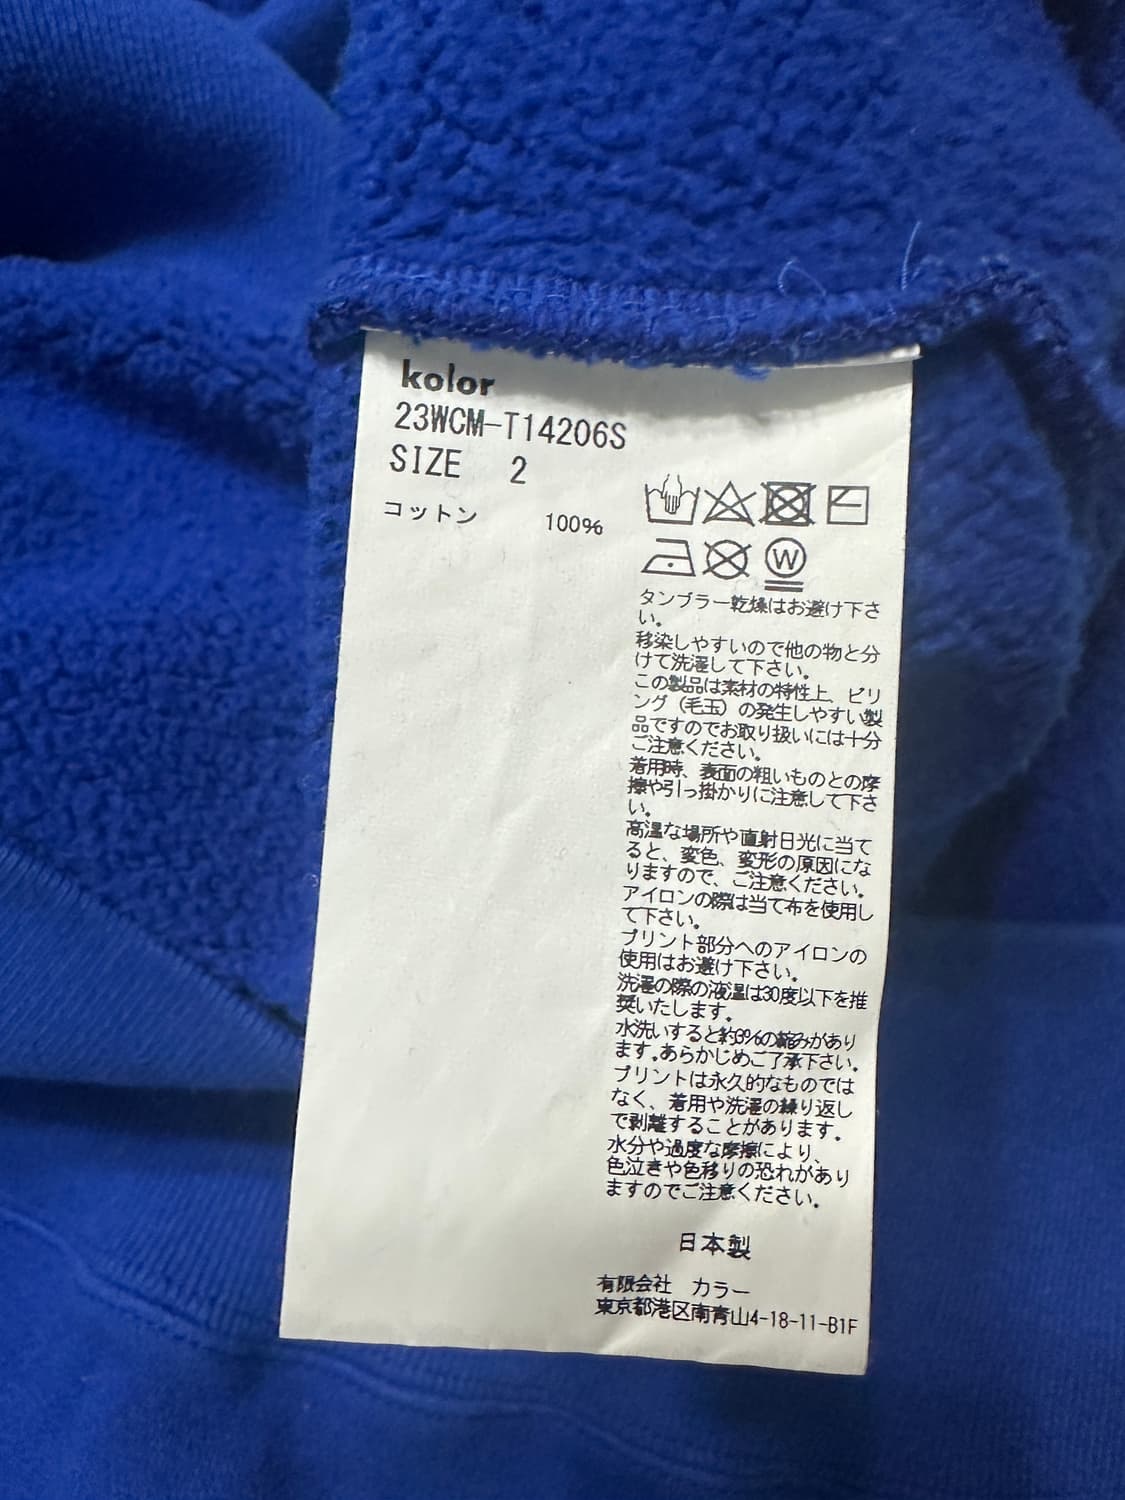 kolor
23WCM-T14206S
SIZE 2
コットン 100%
W
タンブラー乾燥はお避け下さ
い。
移染しやすいので他の物と分
けて洗濯して下さい。
この製品は素材の特性上、ピリ
ング（毛玉）の発生しやすい製
品ですのでお取り扱いには十分
ご注意ください。
着用時、表面の粗いものとの摩
擦や引っ掛かりに注意して下さ
い。
高温な場所や直射日光に当て
ると、変色、変形の原因にな
りますので、ご注意ください。
アイロンの際は当て布を使用し
て下さい。
プリント部分へのアイロンの
使用はお避け下さい。
洗濯の際の液温は30度以下を推
奨いたします。
水洗いすると約3%の縮みがあり
ます。あらかじめご了承下さい。
プリントは永久的なものでは
なく、着用や洗濯の繰り返し
で剥離することがあります。
水分や過度な摩擦により、
色泣きや色移りの恐れがあり
ますのでご注意ください。
日本製
有限会社 カラー
東京都港区南青山4-18-11-B1F